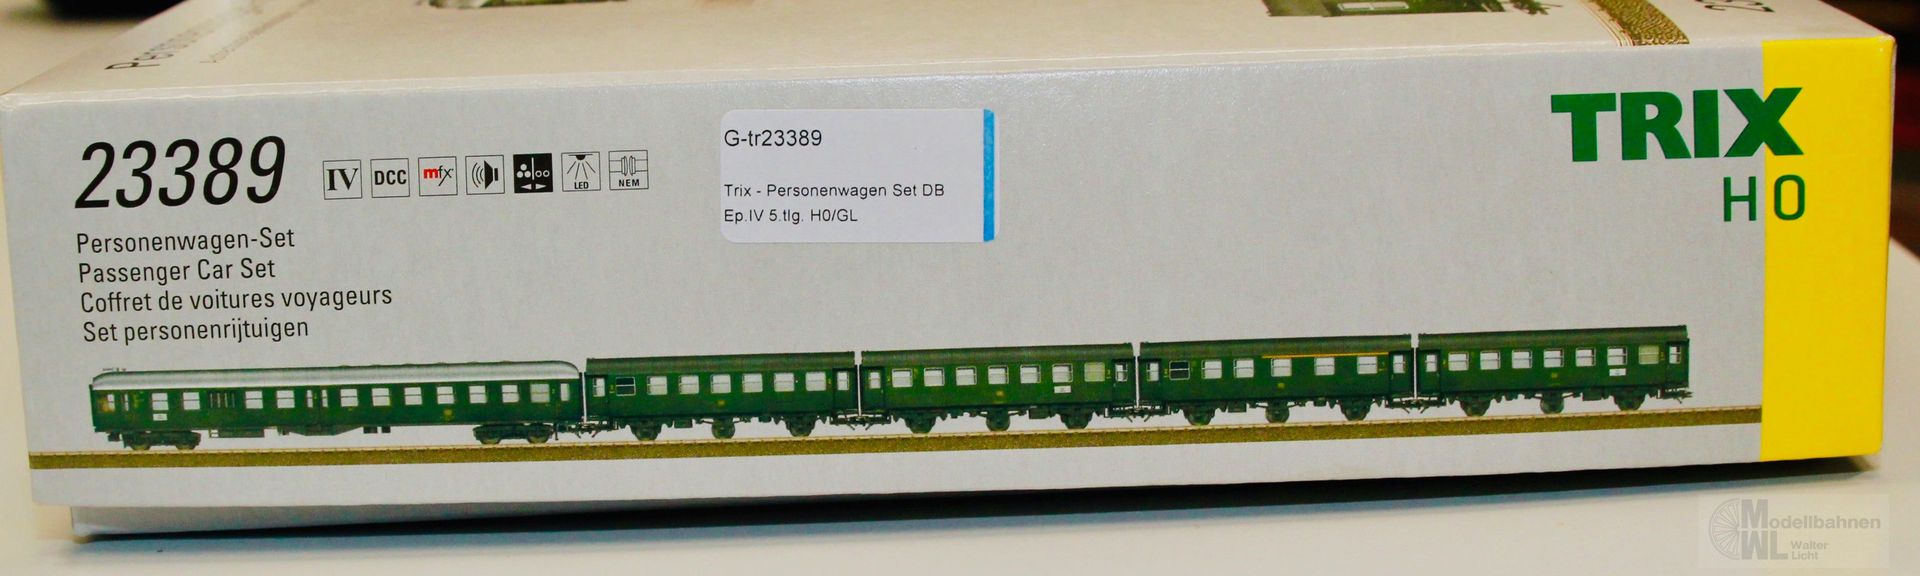 23389
IV DCC mfx LED NEM
Personenwagen-Set
Passenger Car Set
Coffret de voitures voyageurs
Set personenrijtuigen
G-tr23389
Trix - Personenwagen Set DB
Ep.IV 5.tlg. H0/GL
TRIX
H0
Modellbahnen
WL Walter
Licht